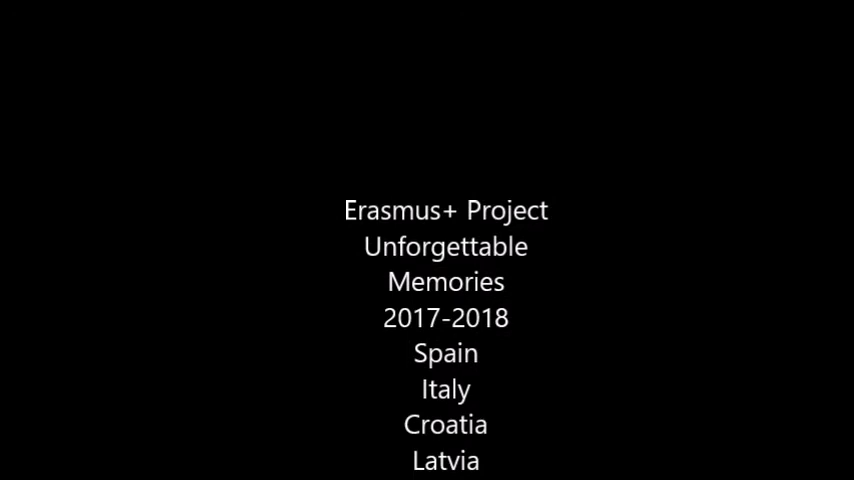 Erasmus+ Project
Unforgettable
Memories
2017-2018
Spain
Italy
Croatia
Latvia